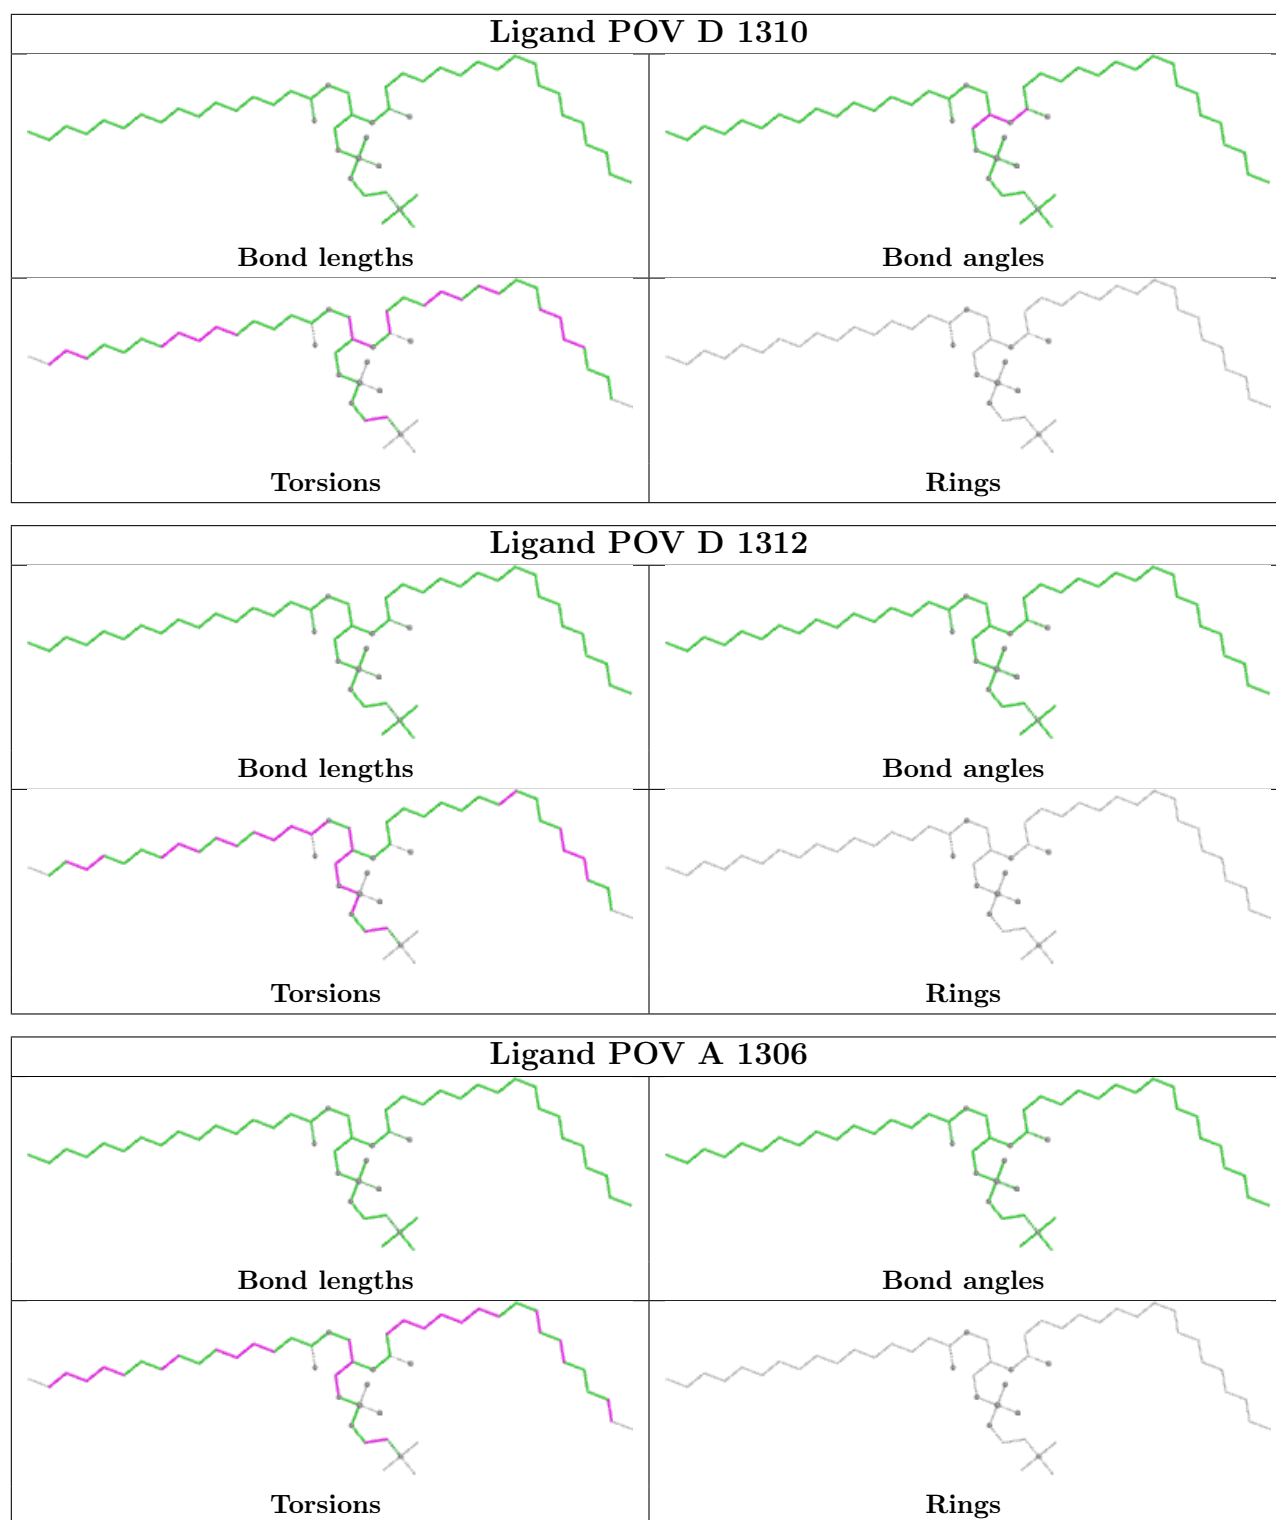 Ligand POV D 1310
Bond lengths
Bond angles
Torsions
Rings
Ligand POV D 1312
Bond lengths
Bond angles
Torsions
Rings
Ligand POV A 1306
Bond lengths
Bond angles
Torsions
Rings